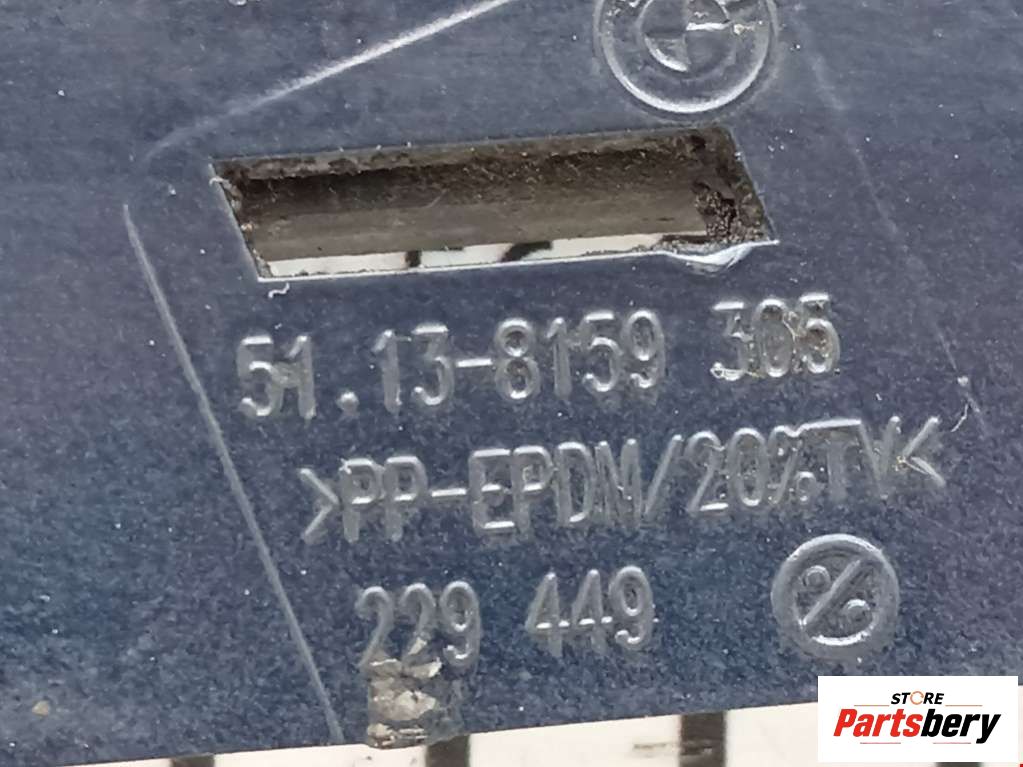 51.13-8159 305
>PP-EPDM/20%TV<
229 449
STORE
Partsbery